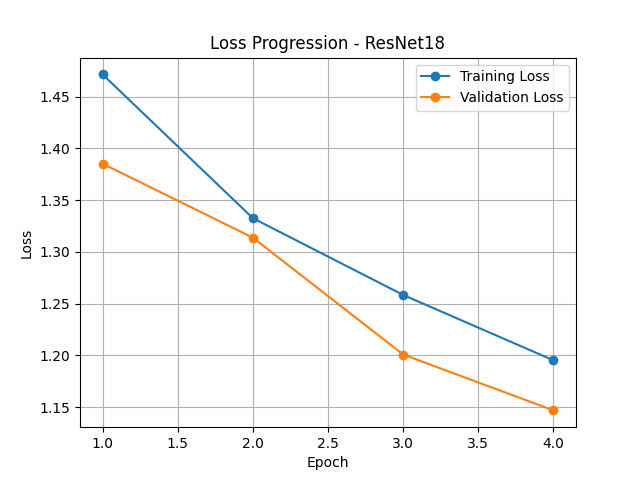 Loss Progression - ResNet18
Training Loss
Validation Loss
1.45
1.40
1.35
1.30
1.25
1.20
1.15
Loss
1.0 1.5 2.0 2.5 3.0 3.5 4.0
Epoch